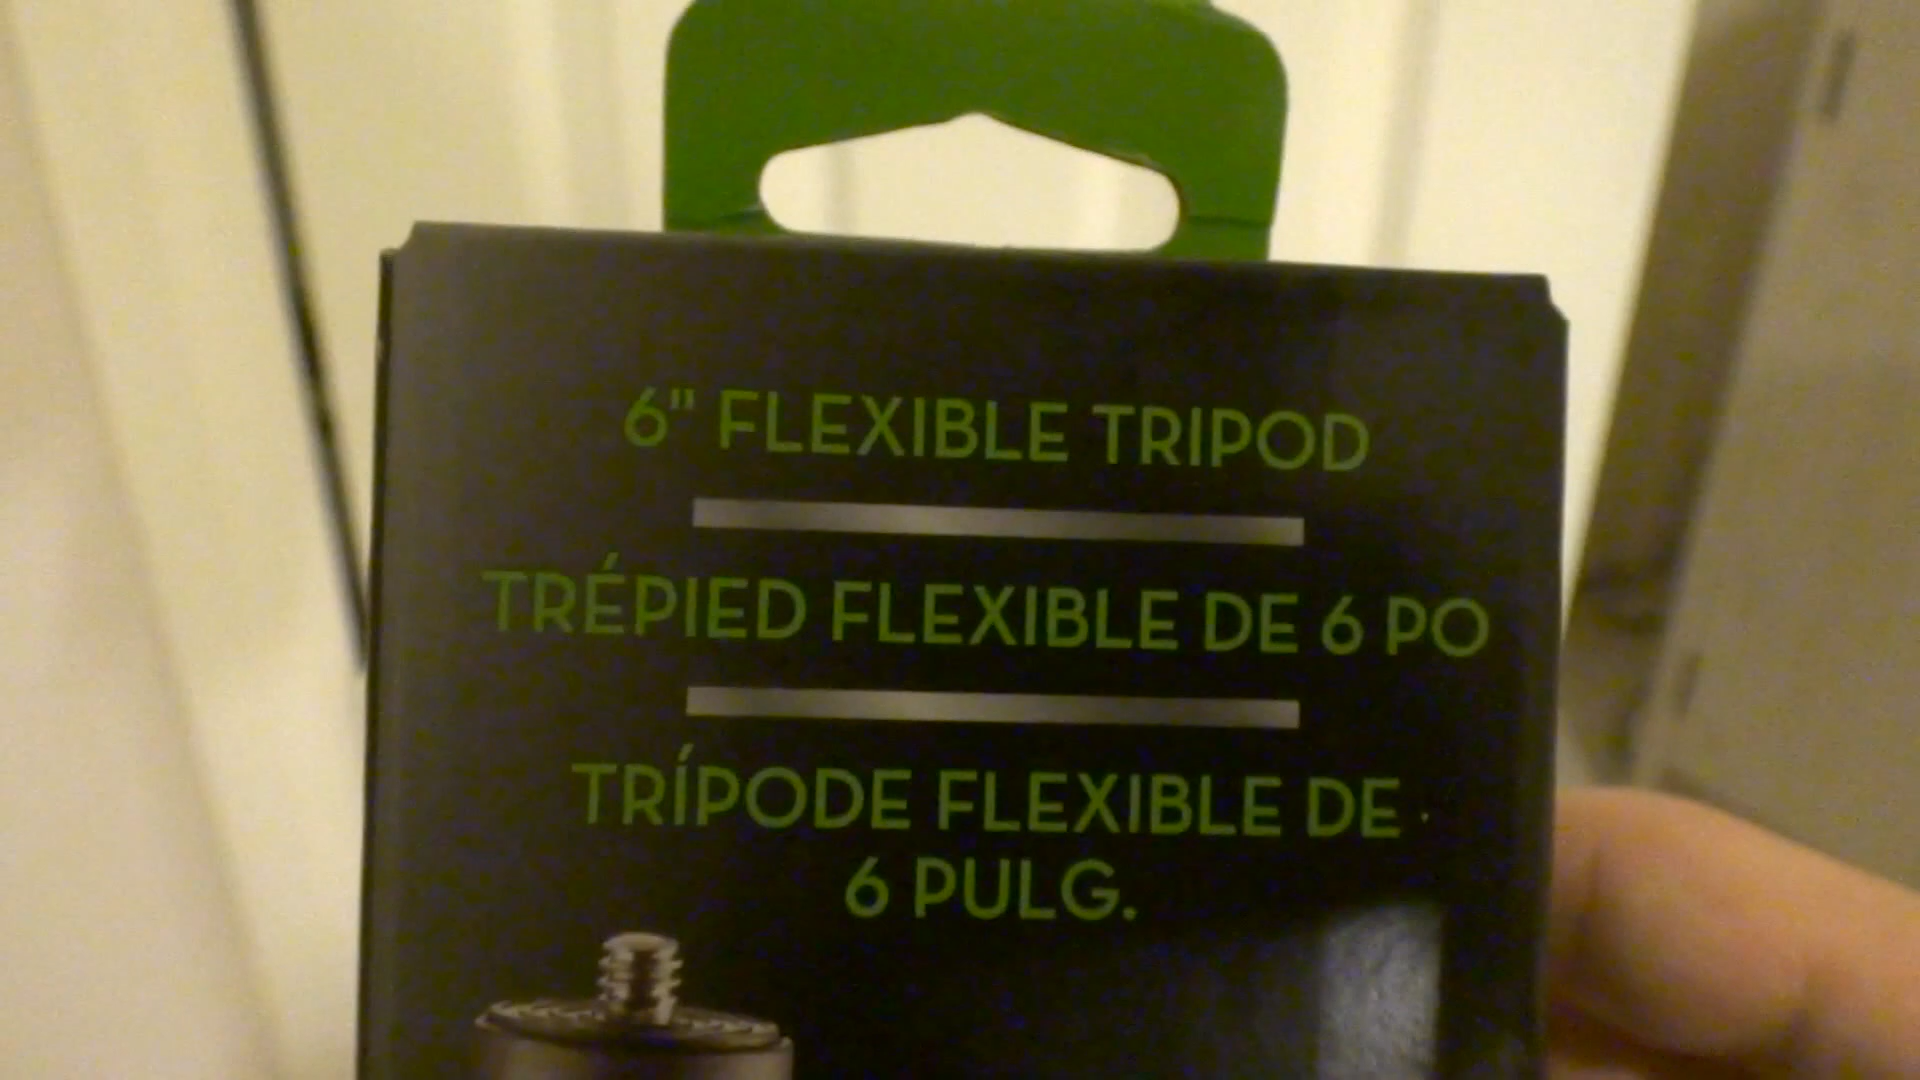 6" FLEXIBLE TRIPOD
TRÉPIED FLEXIBLE DE 6 PO
TRÍPODE FLEXIBLE DE
6 PULG.